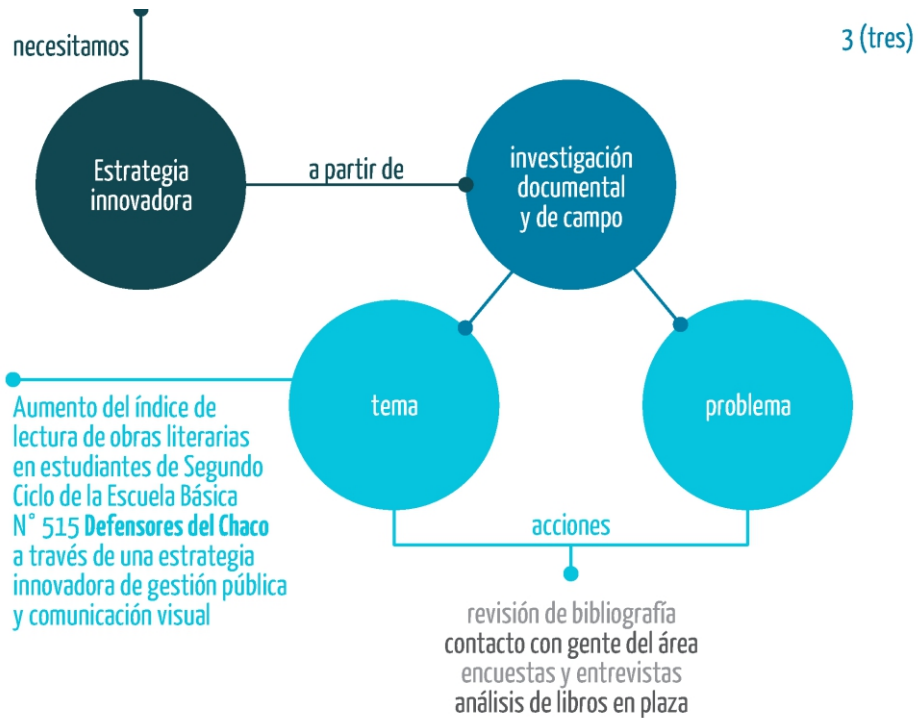 necesitamos
3 (tres)
Estrategia
innovadora
a partir de
investigación
documental
y de campo
tema
problema
Aumento del índice de
lectura de obras literarias
en estudiantes de Segundo
Ciclo de la Escuela Básica
N° 515 Defensores del Chaco
a través de una estrategia
innovadora de gestión pública
y comunicación visual
acciones
revisión de bibliografía
contacto con gente del área
encuestas y entrevistas
análisis de libros en plaza